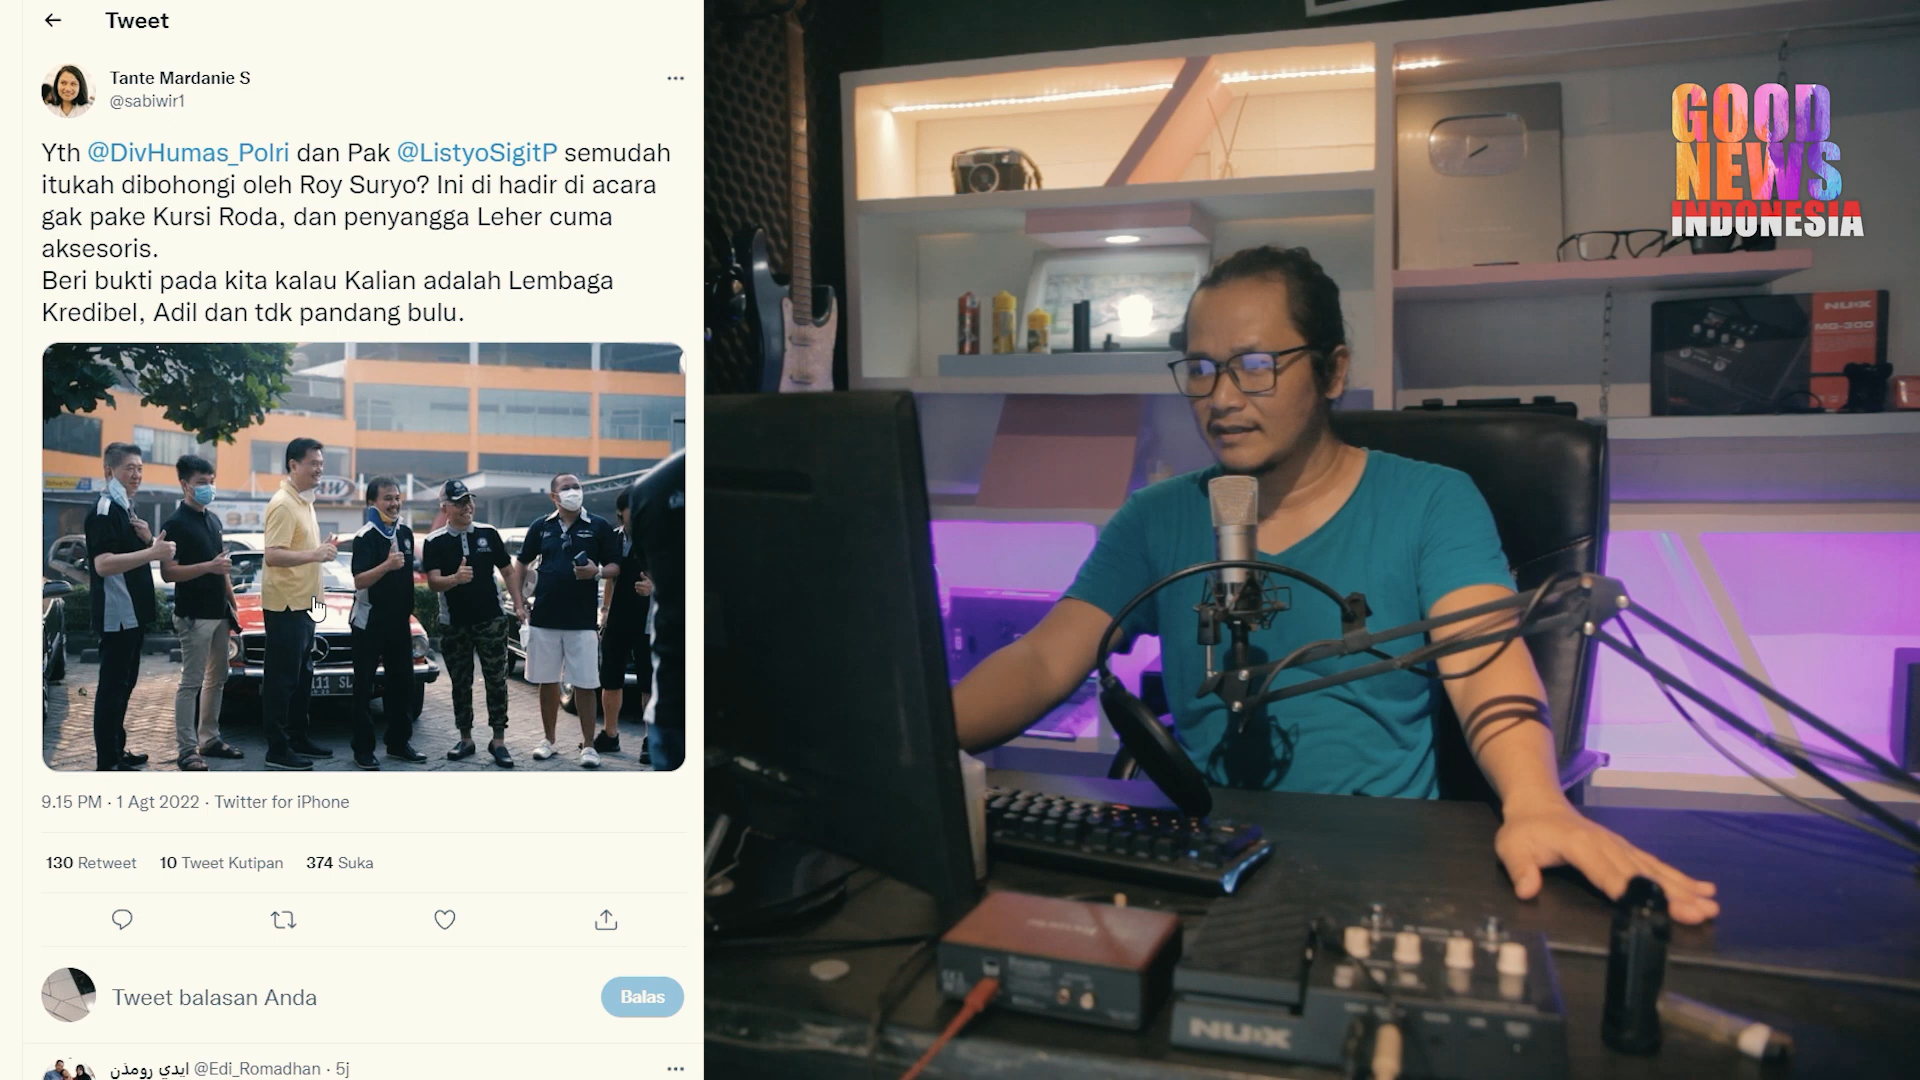 Tweet
Tante Mardanie S
@sabiwir1
Yth @DivHumas_Polri dan Pak @ListyoSigitP semudah
itukah dibohongi oleh Roy Suryo? Ini di hadir di acara
gak pake Kursi Roda, dan penyangga Leher cuma
aksesoris.
Beri bukti pada kita kalau Kalian adalah Lembaga
Kredibel, Adil dan tdk pandang bulu.
9.15 PM · 1 Agt 2022 · Twitter for iPhone
130 Retweet 10 Tweet Kutipan 374 Suka
Tweet balasan Anda
Balas
ايدي رومذن @Edi_Romadhan · 5j
GOOD
NEWS
INDONESIA
NUX
MG-300
NUX